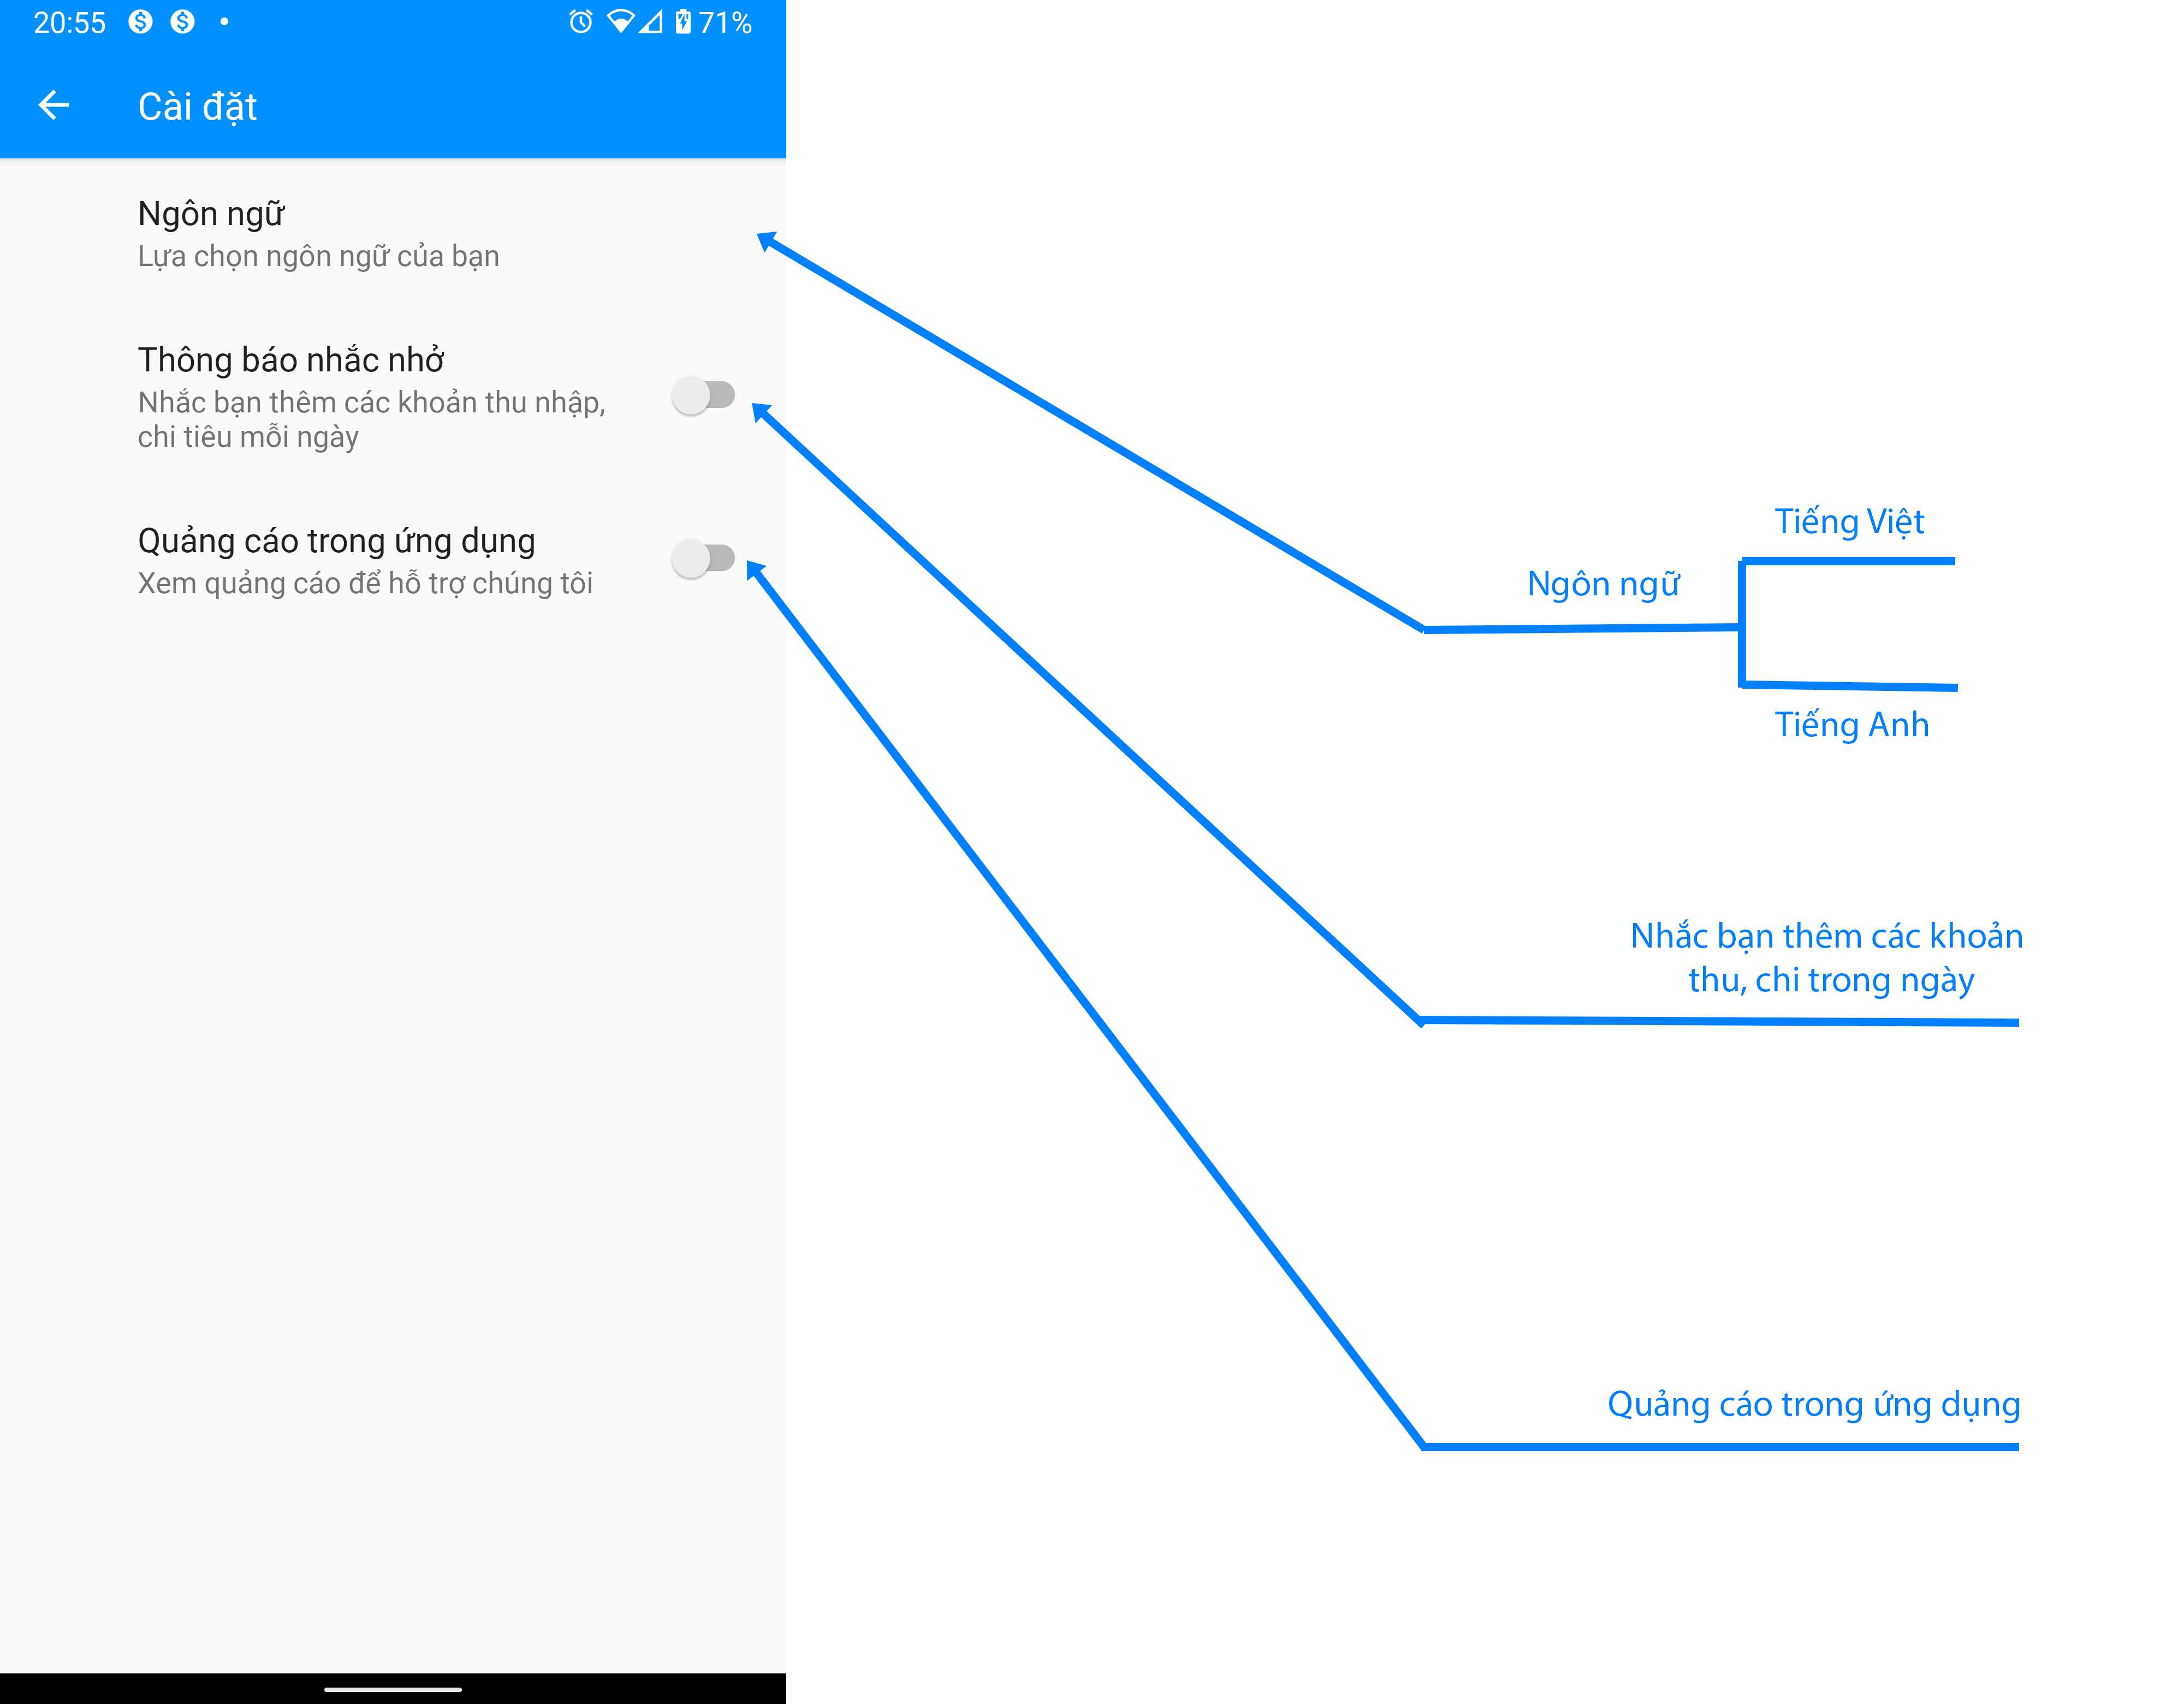 20:55
71%
Cài đặt
Ngôn ngữ
Lựa chọn ngôn ngữ của bạn
Thông báo nhắc nhở
Nhắc bạn thêm các khoản thu nhập,
chi tiêu mỗi ngày
Quảng cáo trong ứng dụng
Xem quảng cáo để hỗ trợ chúng tôi
Tiếng Việt
Ngôn ngữ
Tiếng Anh
Nhắc bạn thêm các khoản
thu, chi trong ngày
Quảng cáo trong ứng dụng